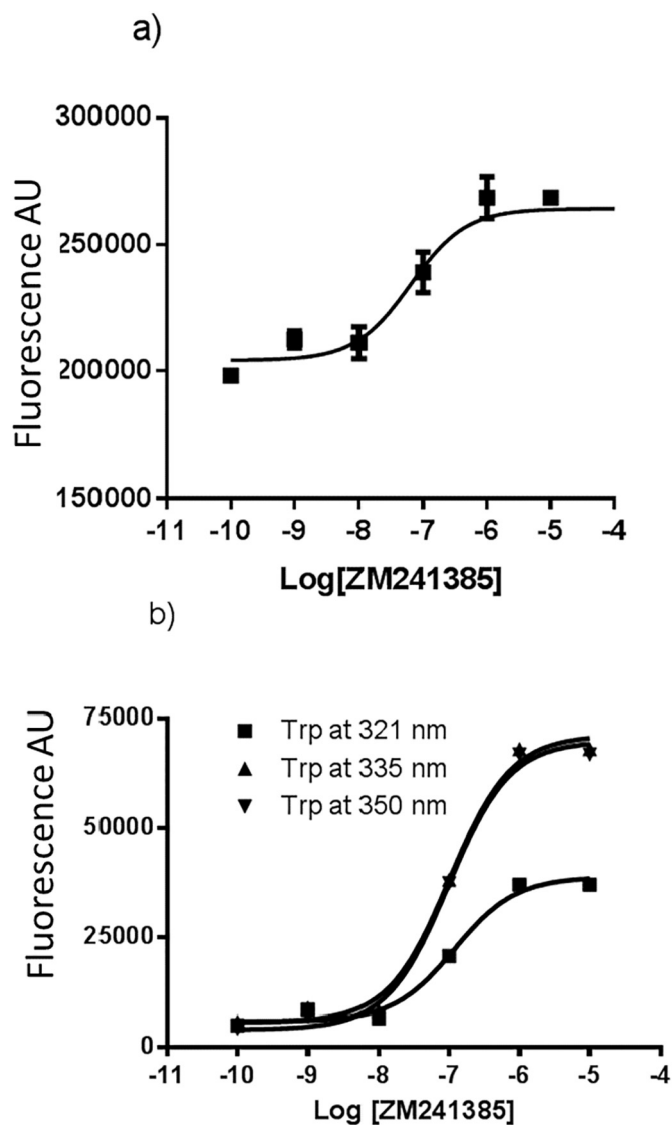 a)
300000
250000
200000
150000
Fluorescence AU
-11 -10 -9 -8 -7 -6 -5 -4
Log[ZM241385]
b)
75000
50000
25000
0
Fluorescence AU
Trp at 321 nm
Trp at 335 nm
Trp at 350 nm
-11 -10 -9 -8 -7 -6 -5 -4
Log [ZM241385]